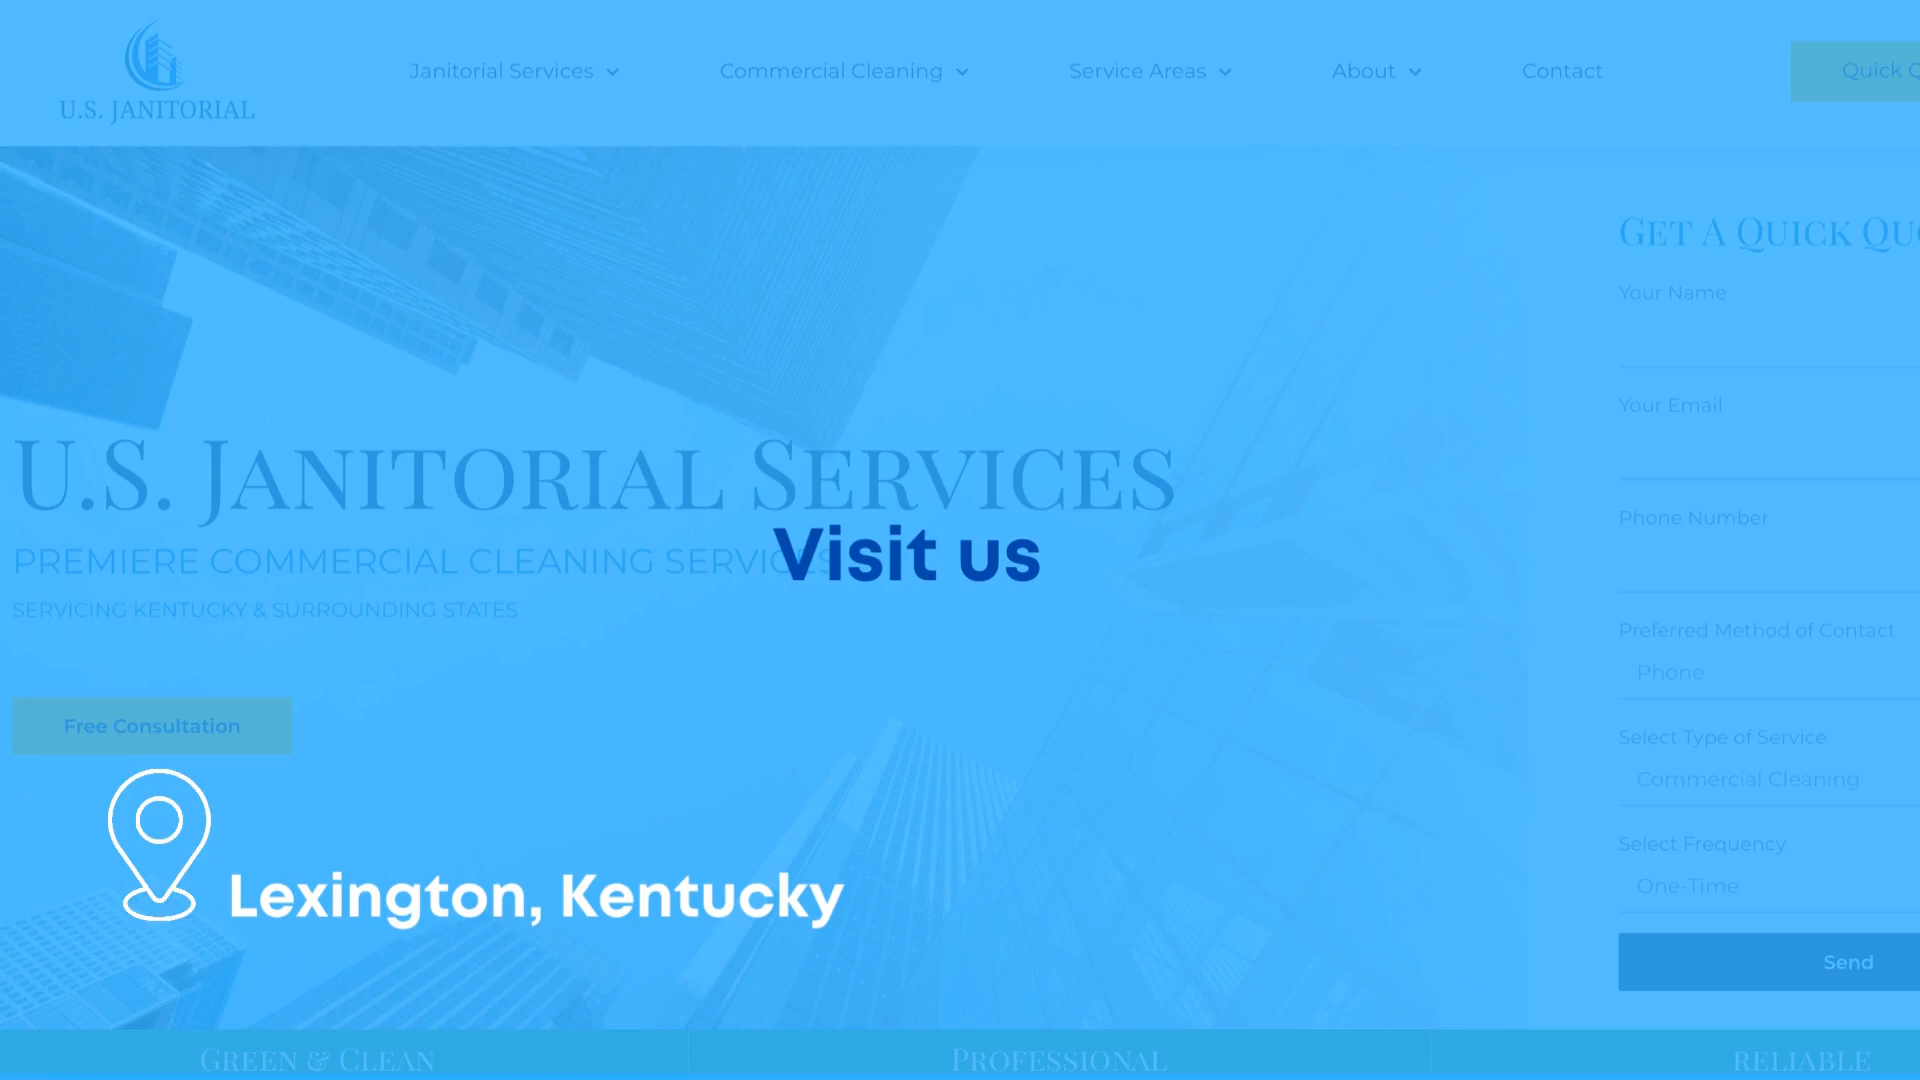 U.S. JANITORIAL
Janitorial Services
Commercial Cleaning
Service Areas
About
Contact
Quick
U.S. JANITORIAL SERVICES
PREMIERE COMMERCIAL CLEANING SERVICES
Visit us
SERVICING KENTUCKY & SURROUNDING STATES
Free Consultation
Lexington, Kentucky
GET A QUICK
Your Name
Your Email
Phone Number
Preferred Method of Contact
Phone
Select Type of Service
Commercial Cleaning
Select Frequency
One-Time
Send
GREEN & CLEAN
PROFESSIONAL
RELIABLE